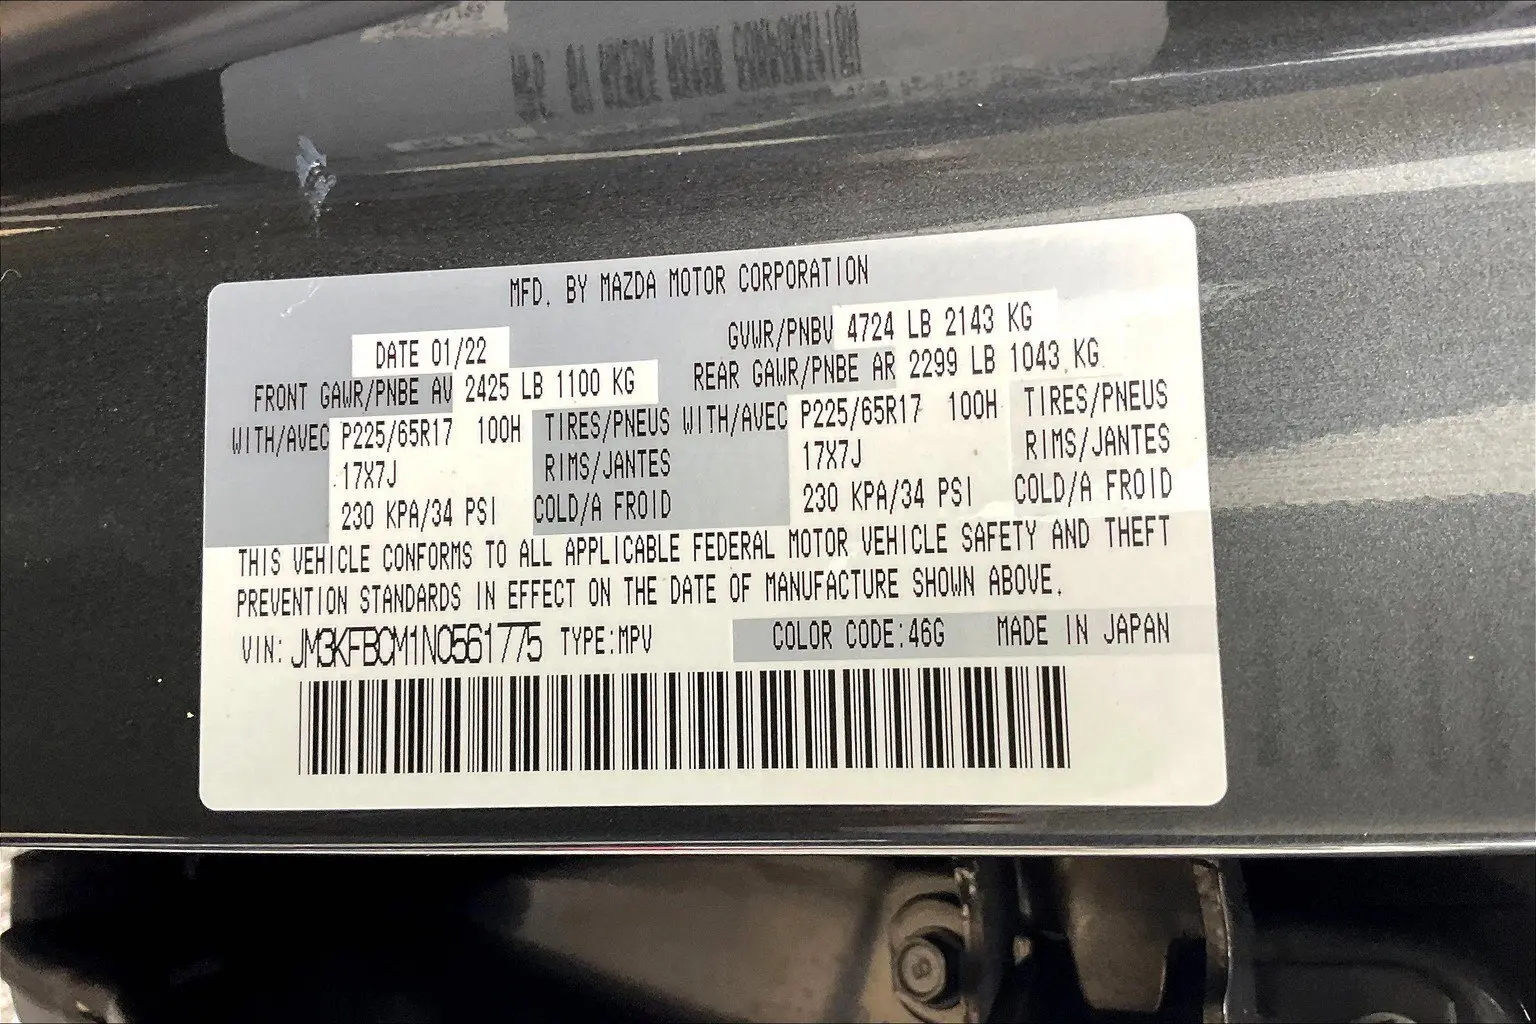 MFD. BY MAZDA MOTOR CORPORATION
DATE 01/22
GVWR/PNBV 4724 LB 2143 KG
FRONT GAWR/PNBE AV 2425 LB 1100 KG
REAR GAWR/PNBE AR 2299 LB 1043 KG
WITH/AVEC P225/65R17 100H TIRES/PNEUS WITH/AVEC P225/65R17 100H TIRES/PNEUS
17X7J RIMS/JANTES 17X7J RIMS/JANTES
230 KPA/34 PSI COLD/A FROID 230 KPA/34 PSI COLD/A FROID
THIS VEHICLE CONFORMS TO ALL APPLICABLE FEDERAL MOTOR VEHICLE SAFETY AND THEFT
PREVENTION STANDARDS IN EFFECT ON THE DATE OF MANUFACTURE SHOWN ABOVE.
VIN: JM3KFBCM1N0561775 TYPE:MPV COLOR CODE:46G MADE IN JAPAN